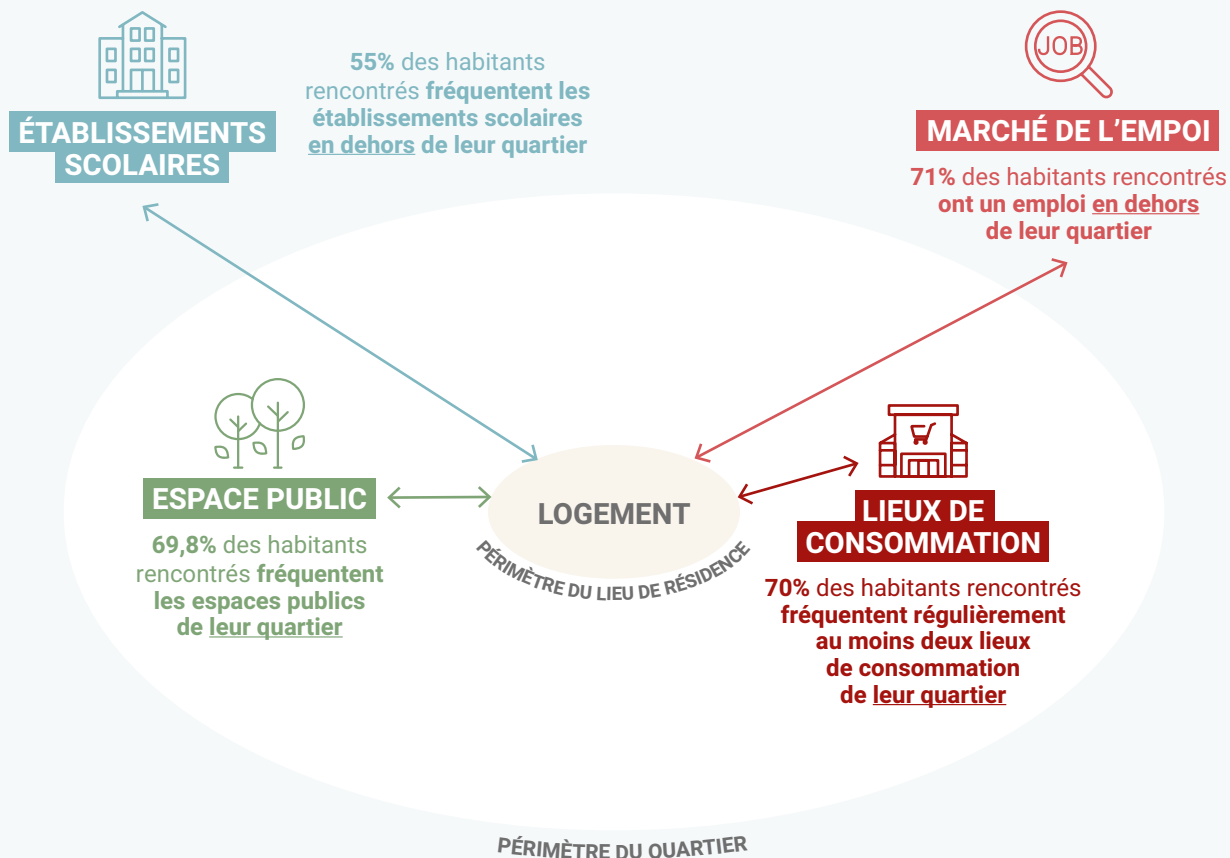 ÉTABLISSEMENTS
SCOLAIRES
55% des habitants
rencontrés fréquentent les
établissements scolaires
en dehors de leur quartier
JOB
MARCHÉ DE L'EMPOI
71% des habitants rencontrés
ont un emploi en dehors
de leur quartier
ESPACE PUBLIC
69,8% des habitants
rencontrés fréquentent
les espaces publics
de leur quartier
LOGEMENT
PÉRIMÈTRE DU LIEU DE RÉSIDENCE
LIEUX DE
CONSOMMATION
70% des habitants rencontrés
fréquentent régulièrement
au moins deux lieux
de consommation
de leur quartier
PÉRIMÈTRE DU QUARTIER